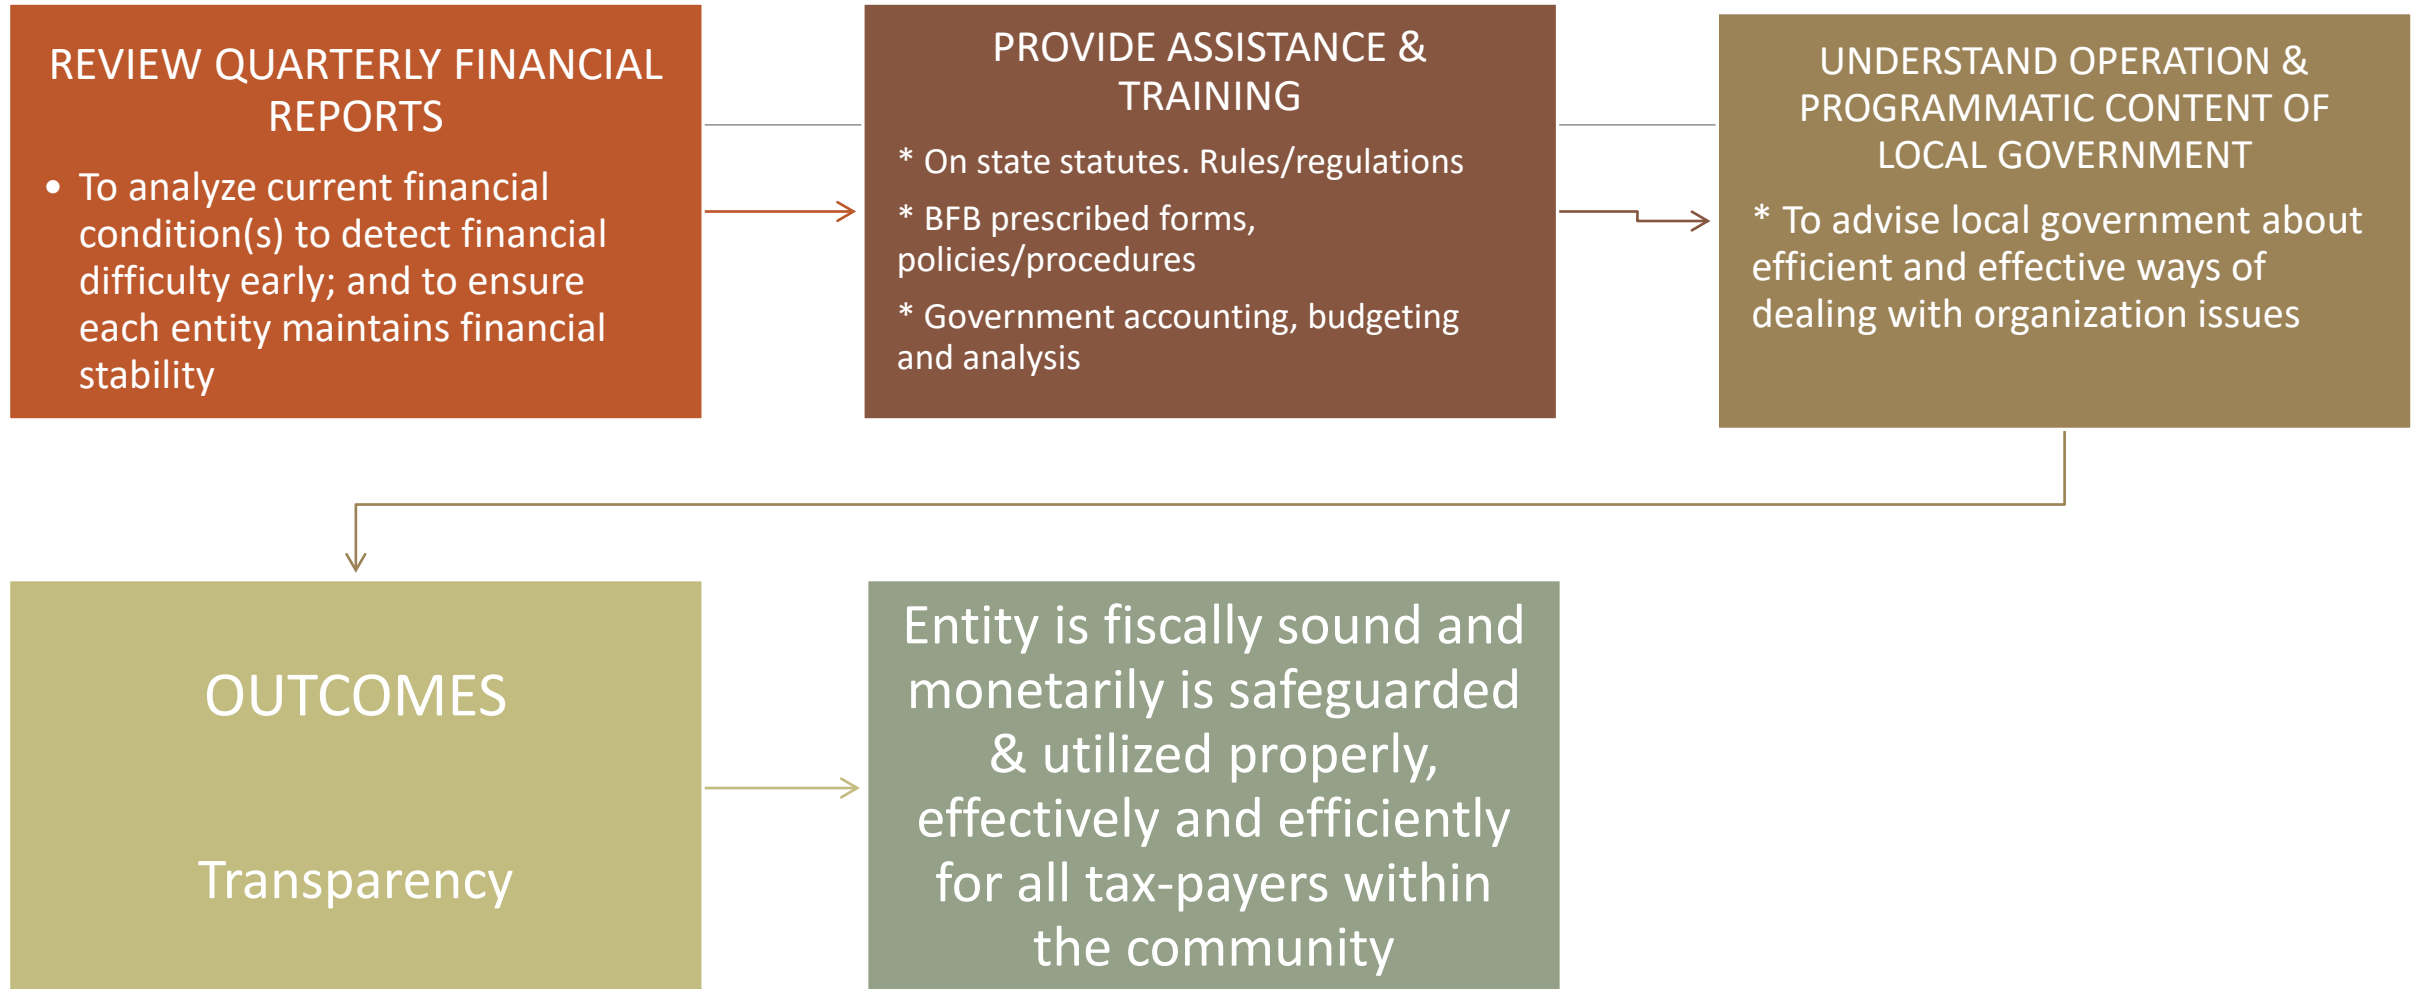 REVIEW QUARTERLY FINANCIAL
REPORTS
• To analyze current financial
condition(s) to detect financial
difficulty early; and to ensure
each entity maintains financial
stability
PROVIDE ASSISTANCE &
TRAINING
* On state statutes. Rules/regulations
* BFB prescribed forms,
policies/procedures
* Government accounting, budgeting
and analysis
UNDERSTAND OPERATION &
PROGRAMMATIC CONTENT OF
LOCAL GOVERNMENT
* To advise local government about
efficient and effective ways of
dealing with organization issues
OUTCOMES
Transparency
Entity is fiscally sound and
monetarily is safeguarded
& utilized properly,
effectively and efficiently
for all tax-payers within
the community